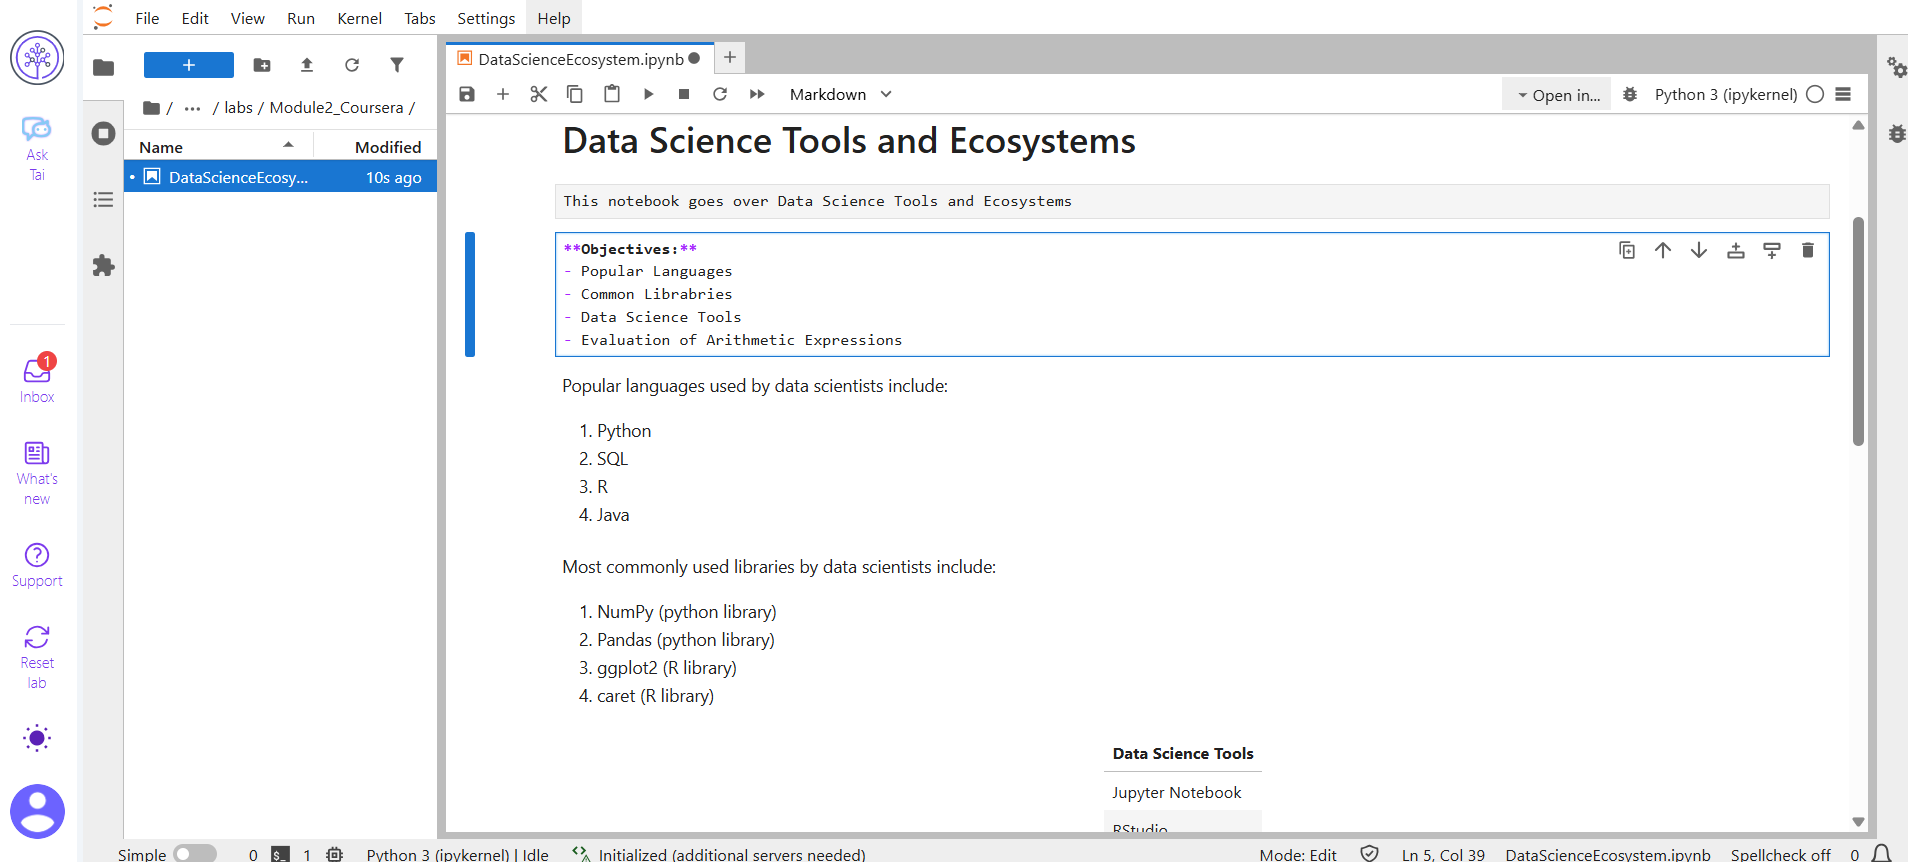 File Edit View Run Kernel Tabs Settings Help
Ask
Tai
1
Inbox
What's
new
Support
Reset
lab
/ ... / labs / Module2_Coursera /
Name Modified
DataScienceEcosy... 10s ago
DataScienceEcosystem.ipynb
Markdown
Open in...
Python 3 (ipykernel)
Data Science Tools and Ecosystems
This notebook goes over Data Science Tools and Ecosystems
**Objectives:**
- Popular Languages
- Common Librabries
- Data Science Tools
- Evaluation of Arithmetic Expressions
Popular languages used by data scientists include:
1. Python
2. SQL
3. R
4. Java
Most commonly used libraries by data scientists include:
1. NumPy (python library)
2. Pandas (python library)
3. ggplot2 (R library)
4. caret (R library)
Data Science Tools
Jupyter Notebook
RStudio
Simple 0 $_ 1 Python 3 (ipykernel) | Idle Initialized (additional servers needed) Mode: Edit Ln 5, Col 39 DataScienceEcosystem.ipynb Spellcheck off 0